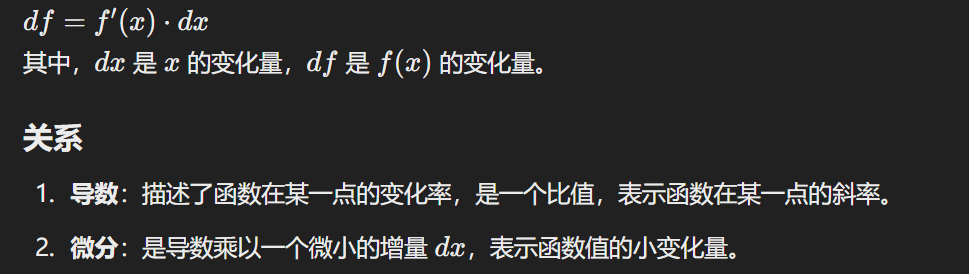 df = f′(x) · dx
其中，dx 是 x 的变化量，df 是 f(x) 的变化量。
关系
1. 导数：描述了函数在某一点的变化率，是一个比值，表示函数在某一点的斜率。
2. 微分：是导数乘以一个微小的增量 dx，表示函数值的小变化量。